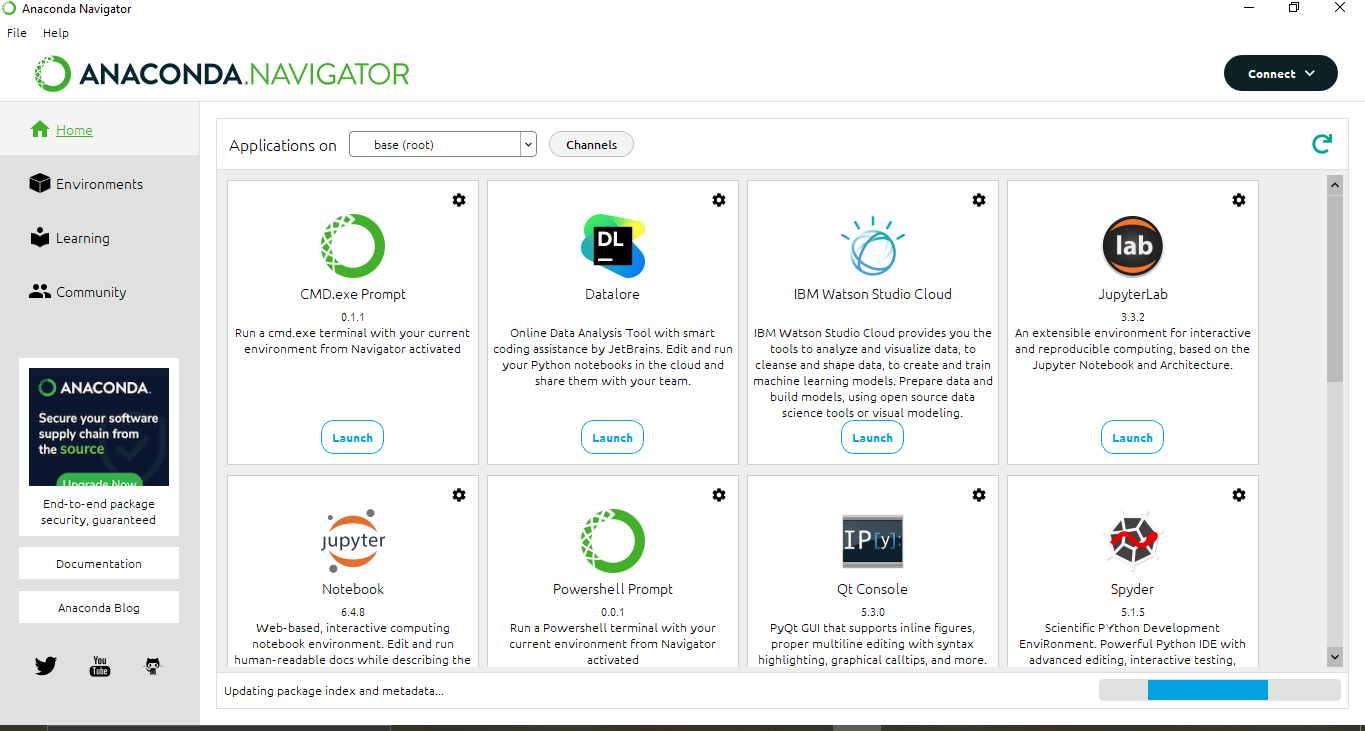 Anaconda Navigator
File Help
ANACONDA.NAVIGATOR
Connect
Home
Environments
Learning
Community
ANACONDA.
Secure your software
supply chain from
the source
Upgrade Now
End-to-end package
security, guaranteed
Documentation
Anaconda Blog
You
Tube
Applications on
base (root)
Channels
CMD.exe Prompt
0.1.1
Run a cmd.exe terminal with your current
environment from Navigator activated
Launch
DL
Datalore
Online Data Analysis Tool with smart
coding assistance by JetBrains. Edit and run
your Python notebooks in the cloud and
share them with your team.
Launch
IBM Watson Studio Cloud
IBM Watson Studio Cloud provides you the
tools to analyze and visualize data, to
cleanse and shape data, to create and train
machine learning models. Prepare data and
build models, using open source data
science tools or visual modeling.
Launch
lab
JupyterLab
3.3.2
An extensible environment for interactive
and reproducible computing, based on the
Jupyter Notebook and Architecture.
Launch
jupyter
Notebook
6.4.8
Web-based, interactive computing
notebook environment. Edit and run
human-readable docs while describing the
Powershell Prompt
0.0.1
Run a Powershell terminal with your
current environment from Navigator
activated
IP[y]:
Qt Console
5.3.0
PyQt GUI that supports inline figures,
proper multiline editing with syntax
highlighting, graphical calltips, and more.
Spyder
5.1.5
Scientific PYthon Development
EnviRonment. Powerful Python IDE with
advanced editing, interactive testing,
Updating package index and metadata...